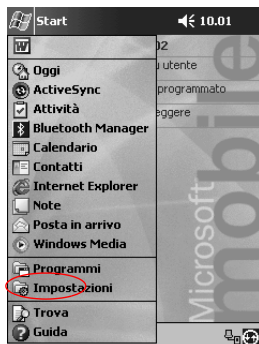 Start 10.01
02
utente
Oggi
programmato
ActiveSync
Attività
eggere
Bluetooth Manager
Calendario
Contatti
Internet Explorer
Note
Posta in arrivo
Windows Media
Programmi
Impostazioni
Trova
Guida
Microsoft
mobile